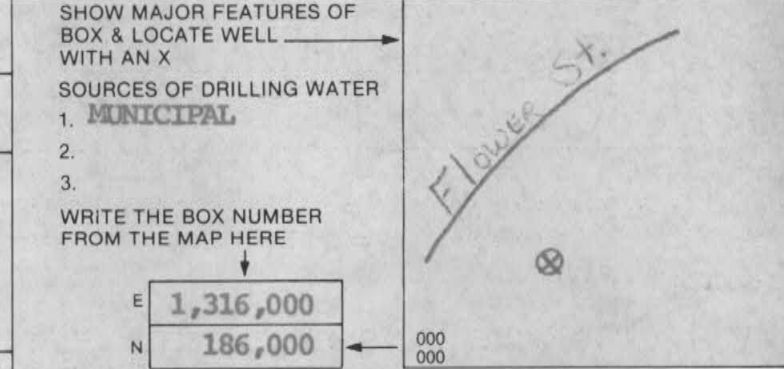 SHOW MAJOR FEATURES OF
BOX & LOCATE WELL
WITH AN X
SOURCES OF DRILLING WATER
1. MUNICIPAL
2.
3.
WRITE THE BOX NUMBER
FROM THE MAP HERE
E 1,316,000
N 186,000
Flower St.
000
000